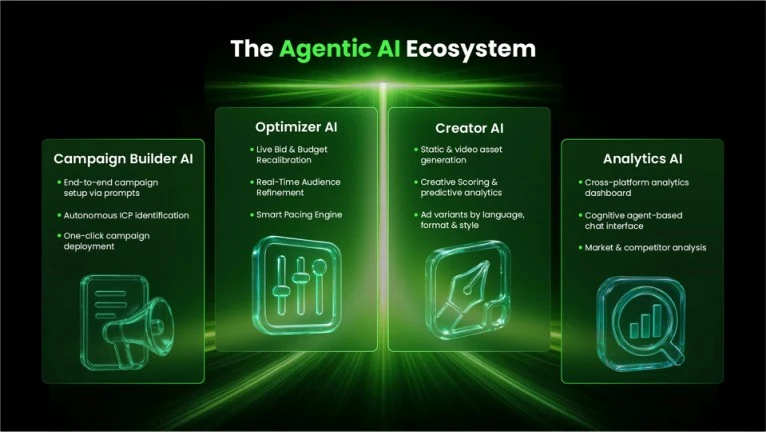 The Agentic AI Ecosystem
Campaign Builder AI
End-to-end campaign
setup via prompts
Autonomous ICP identification
One-click campaign
deployment
Optimizer AI
Live Bid & Budget
Recalibration
Real-Time Audience
Refinement
Smart Pacing Engine
Creator AI
Static & video asset
generation
Creative Scoring &
predictive analytics
Ad variants by language,
format & style
Analytics AI
Cross-platform analytics
dashboard
Cognitive agent-based
chat interface
Market & competitor analysis